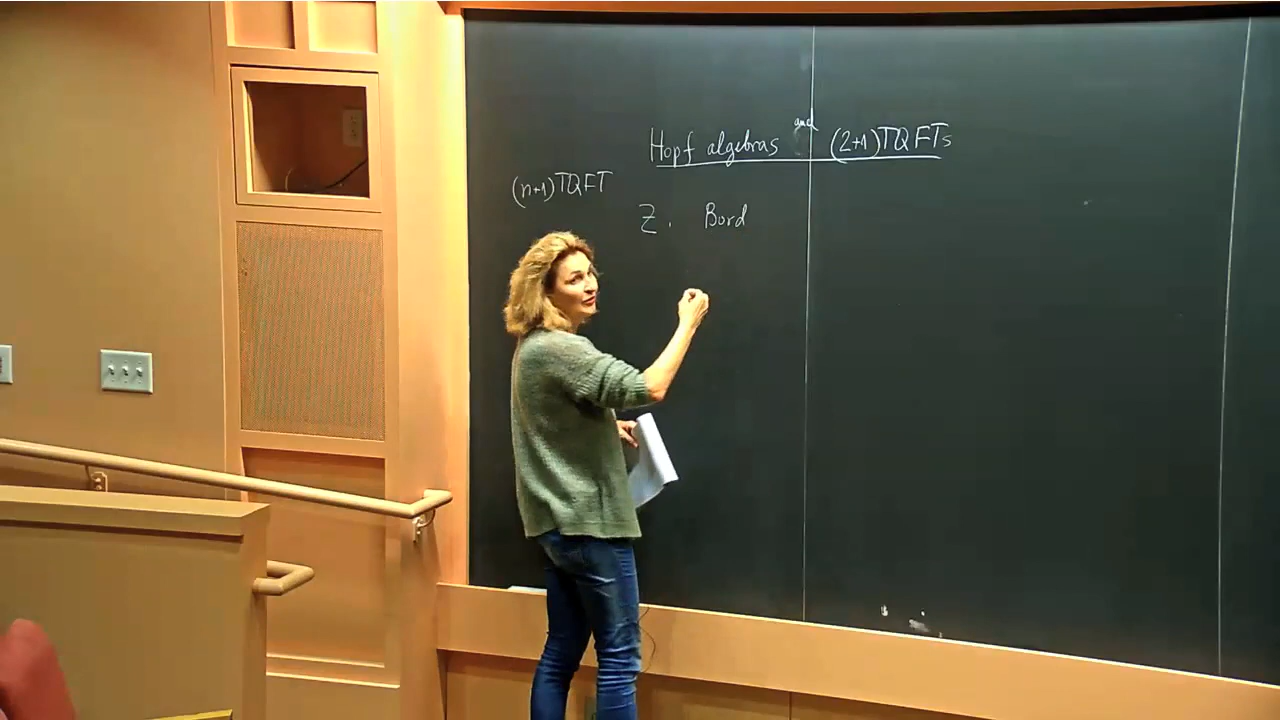 Hopf algebras and (2+1)TQFTs
(n+1)TQFT
Z. Bord